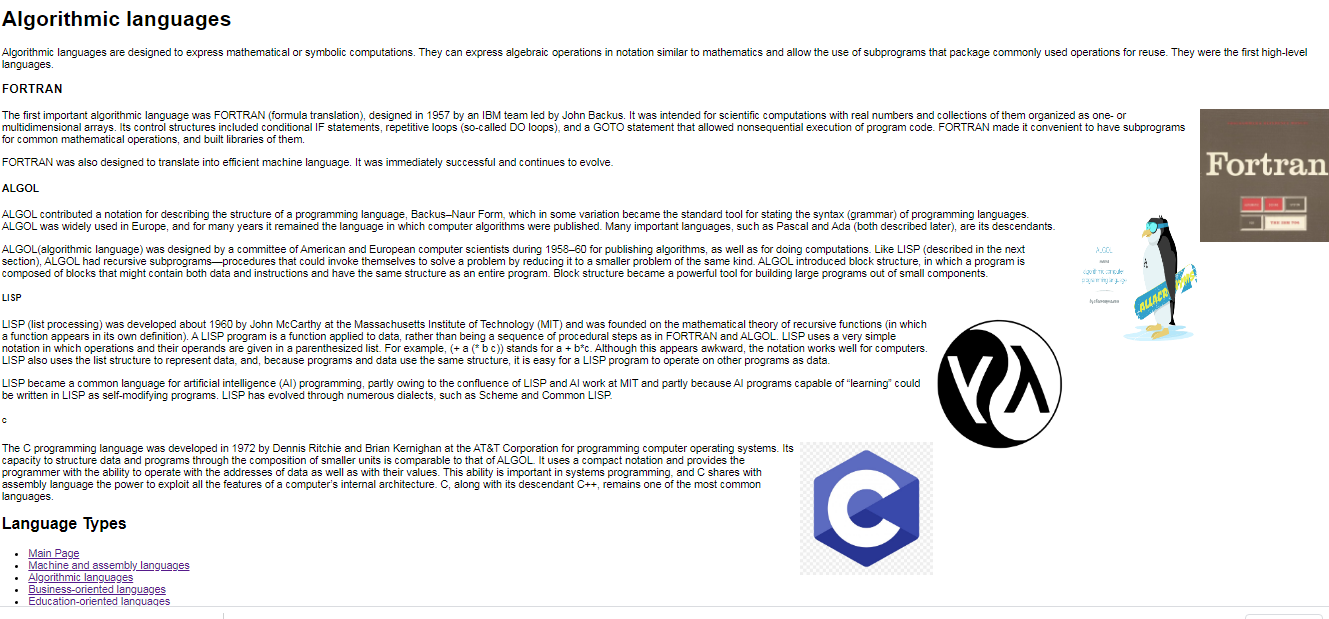 Algorithmic languages
Algorithmic languages are designed to express mathematical or symbolic computations. They can express algebraic operations in notation similar to mathematics and allow the use of subprograms that package commonly used operations for reuse. They were the first high-level
languages.
FORTRAN
The first important algorithmic language was FORTRAN (formula translation), designed in 1957 by an IBM team led by John Backus. It was intended for scientific computations with real numbers and collections of them organized as one- or
multidimensional arrays. Its control structures included conditional IF statements, repetitive loops (so-called DO loops), and a GOTO statement that allowed nonsequential execution of program code. FORTRAN made it convenient to have subprograms
for common mathematical operations, and built libraries of them.
Fortran
FORTRAN was also designed to translate into efficient machine language. It was immediately successful and continues to evolve.
ALGOL
ALGOL contributed a notation for describing the structure of a programming language, Backus–Naur Form, which in some variation became the standard tool for stating the syntax (grammar) of programming languages.
ALGOL was widely used in Europe, and for many years it remained the language in which computer algorithms were published. Many important languages, such as Pascal and Ada (both described later), are its descendants.
ALGOL(algorithmic language) was designed by a committee of American and European computer scientists during 1958–60 for publishing algorithms, as well as for doing computations. Like LISP (described in the next
section), ALGOL had recursive subprograms—procedures that could invoke themselves to solve a problem by reducing it to a smaller problem of the same kind. ALGOL introduced block structure, in which a program is
composed of blocks that might contain both data and instructions and have the same structure as an entire program. Block structure became a powerful tool for building large programs out of small components.
ALGOL
LISP
LISP (list processing) was developed about 1960 by John McCarthy at the Massachusetts Institute of Technology (MIT) and was founded on the mathematical theory of recursive functions (in which
a function appears in its own definition). A LISP program is a function applied to data, rather than being a sequence of procedural steps as in FORTRAN and ALGOL. LISP uses a very simple
notation in which operations and their operands are given in a parenthesized list. For example, (+ a (* b c)) stands for a + b*c. Although this appears awkward, the notation works well for computers.
LISP also uses the list structure to represent data, and, because programs and data use the same structure, it is easy for a LISP program to operate on other programs as data.
LISP became a common language for artificial intelligence (AI) programming, partly owing to the confluence of LISP and AI work at MIT and partly because AI programs capable of “learning” could
be written in LISP as self-modifying programs. LISP has evolved through numerous dialects, such as Scheme and Common LISP.
c
The C programming language was developed in 1972 by Dennis Ritchie and Brian Kernighan at the AT&T Corporation for programming computer operating systems. Its
capacity to structure data and programs through the composition of smaller units is comparable to that of ALGOL. It uses a compact notation and provides the
programmer with the ability to operate with the addresses of data as well as with their values. This ability is important in systems programming, and C shares with
assembly language the power to exploit all the features of a computer’s internal architecture. C, along with its descendant C++, remains one of the most common
languages.
C
Language Types
Main Page
Machine and assembly languages
Algorithmic languages
Business-oriented languages
Education-oriented languages